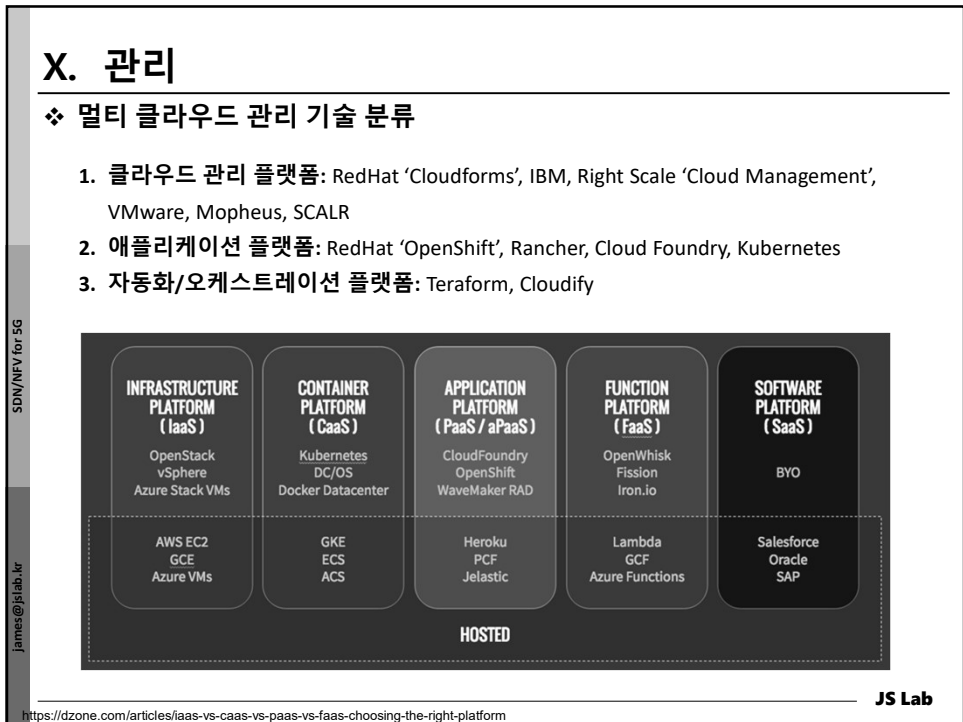 X. 관리
❖ 멀티 클라우드 관리 기술 분류
1. 클라우드 관리 플랫폼: RedHat ‘Cloudforms’, IBM, Right Scale ‘Cloud Management’,
VMware, Mopheus, SCALR
2. 애플리케이션 플랫폼: RedHat ‘OpenShift’, Rancher, Cloud Foundry, Kubernetes
3. 자동화/오케스트레이션 플랫폼: Teraform, Cloudify
INFRASTRUCTURE
PLATFORM
( IaaS )
OpenStack
vSphere
Azure Stack VMs
AWS EC2
GCE
Azure VMs
CONTAINER
PLATFORM
( CaaS )
Kubernetes
DC/OS
Docker Datacenter
GKE
ECS
ACS
APPLICATION
PLATFORM
( PaaS / aPaaS )
CloudFoundry
OpenShift
WaveMaker RAD
Heroku
PCF
Jelastic
FUNCTION
PLATFORM
( FaaS )
OpenWhisk
Fission
Iron.io
Lambda
GCF
Azure Functions
SOFTWARE
PLATFORM
( SaaS )
BYO
Salesforce
Oracle
SAP
HOSTED
SDN/NFV for 5G
james@jslab.kr
JS Lab
https://dzone.com/articles/iaas-vs-caas-vs-paas-vs-faas-choosing-the-right-platform